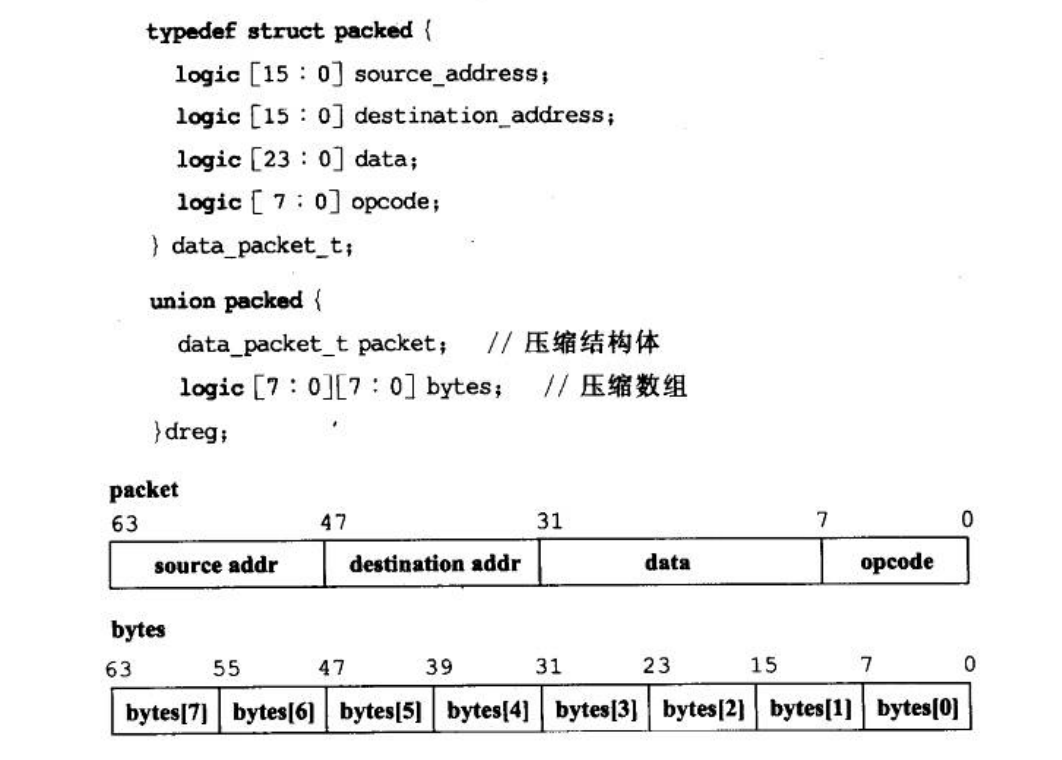 typedef struct packed {
logic [15 : 0] source_address;
logic [15 : 0] destination_address;
logic [23 : 0] data;
logic [ 7 : 0] opcode;
} data_packet_t;
union packed {
data_packet_t packet; // 压缩结构体
logic [7 : 0][7 : 0] bytes; // 压缩数组
}dreg;
packet
63 47 31 7 0
source addr destination addr data opcode
bytes
63 55 47 39 31 23 15 7 0
bytes[7] bytes[6] bytes[5] bytes[4] bytes[3] bytes[2] bytes[1] bytes[0]